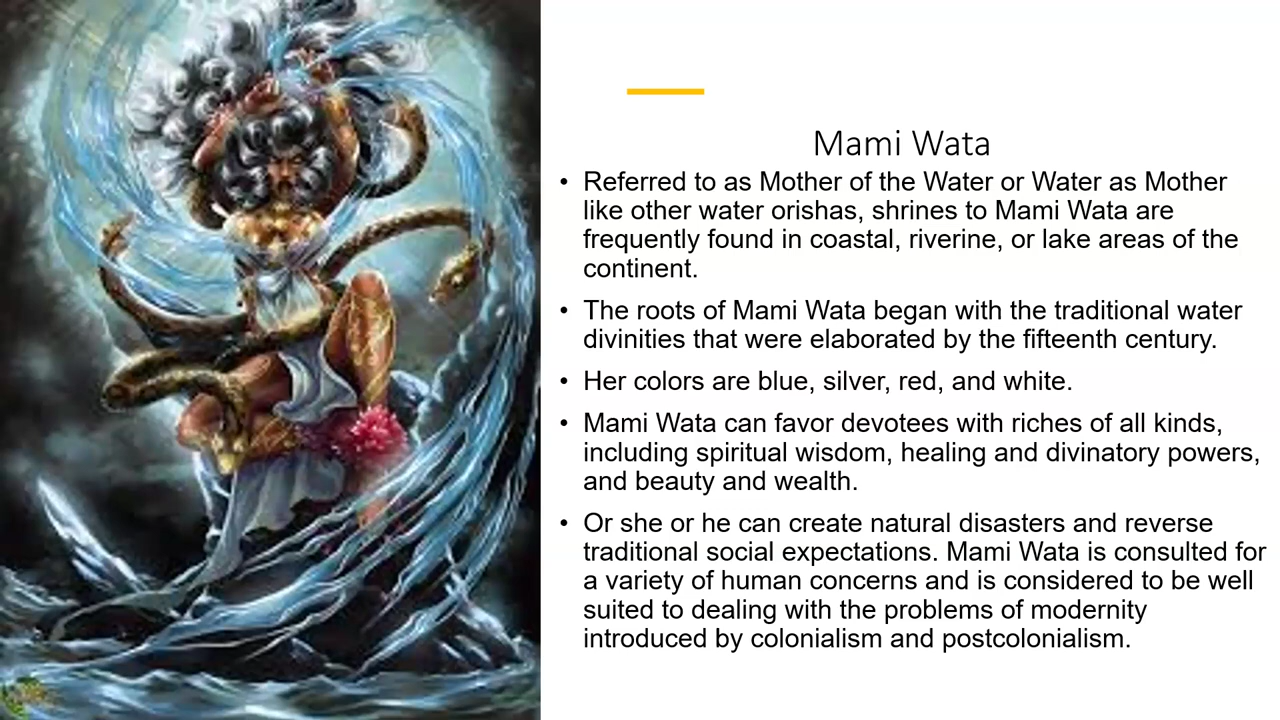 Mami Wata
• Referred to as Mother of the Water or Water as Mother
like other water orishas, shrines to Mami Wata are
frequently found in coastal, riverine, or lake areas of the
continent.
• The roots of Mami Wata began with the traditional water
divinities that were elaborated by the fifteenth century.
• Her colors are blue, silver, red, and white.
• Mami Wata can favor devotees with riches of all kinds,
including spiritual wisdom, healing and divinatory powers,
and beauty and wealth.
• Or she or he can create natural disasters and reverse
traditional social expectations. Mami Wata is consulted for
a variety of human concerns and is considered to be well
suited to dealing with the problems of modernity
introduced by colonialism and postcolonialism.